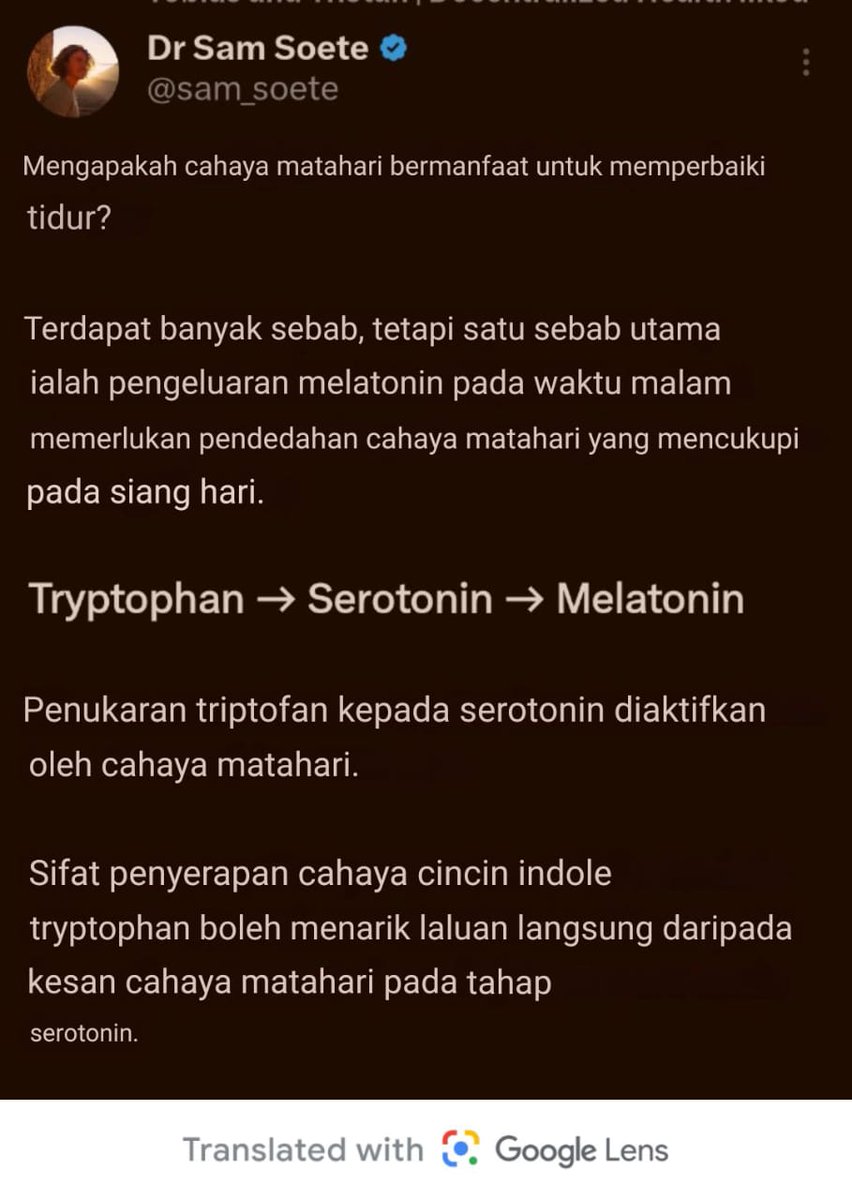 Dr Sam Soete
@sam_soete
Mengapakah cahaya matahari bermanfaat untuk memperbaiki
tidur?
Terdapat banyak sebab, tetapi satu sebab utama
ialah pengeluaran melatonin pada waktu malam
memerlukan pendedahan cahaya matahari yang mencukupi
pada siang hari.
Tryptophan → Serotonin → Melatonin
Penukaran triptofan kepada serotonin diaktifkan
oleh cahaya matahari.
Sifat penyerapan cahaya cincin indole
tryptophan boleh menarik laluan langsung daripada
kesan cahaya matahari pada tahap
serotonin.
Translated with Google Lens